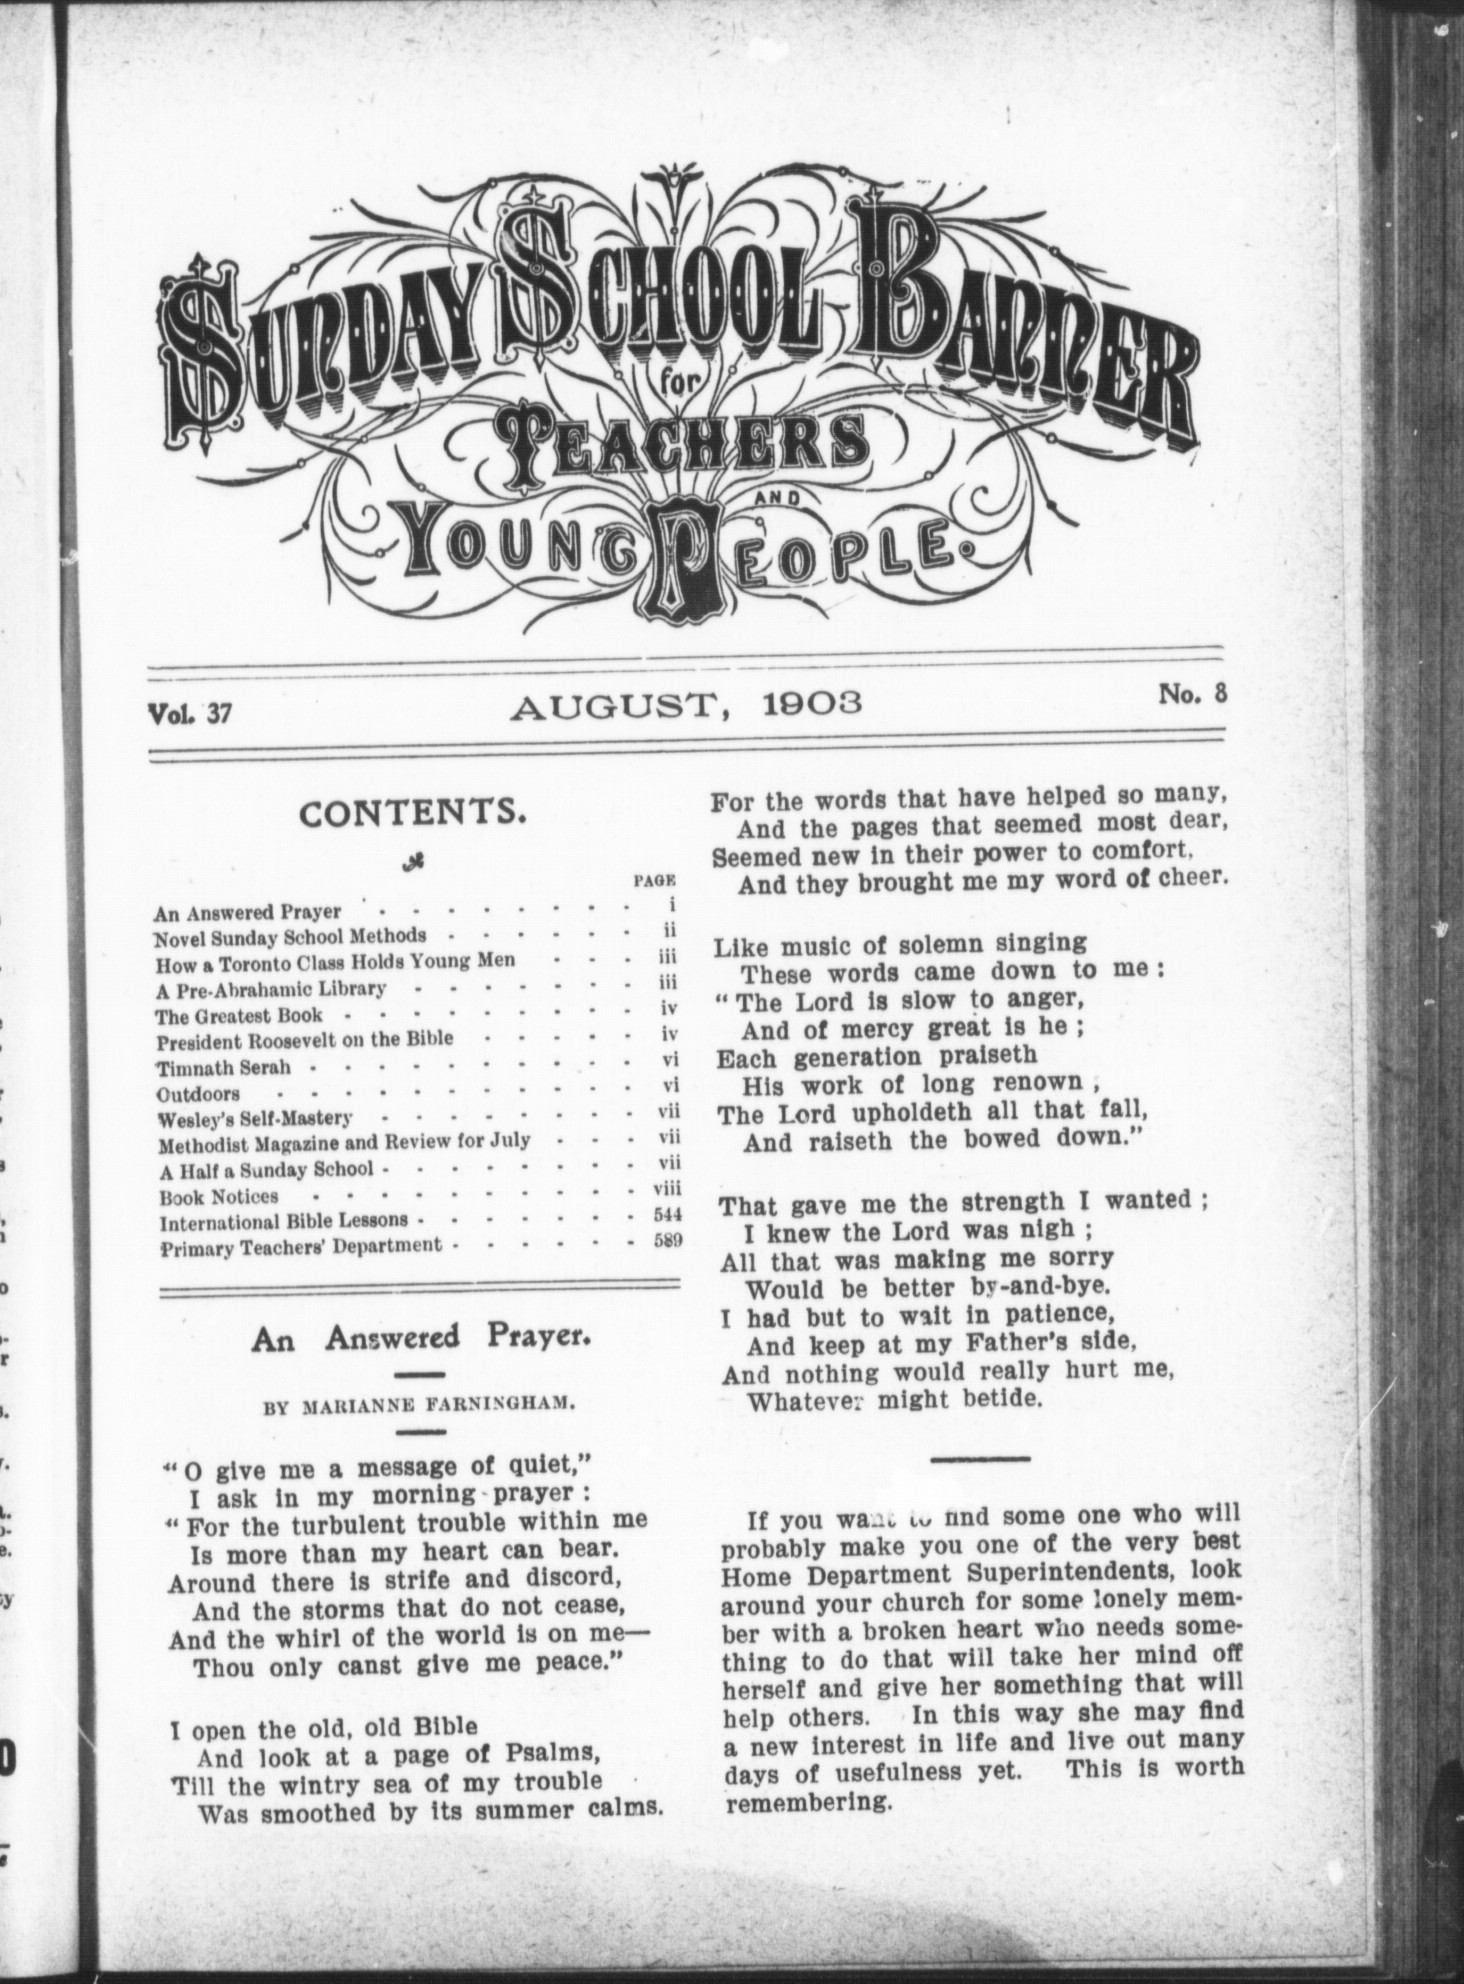 SUNDAY SCHOOL BANNER
for
TEACHERS
AND
YOUNG PEOPLE.
Vol. 37
AUGUST, 1903
No. 8
CONTENTS.
PAGE
An Answered Prayer - - - - - - - - i
Novel Sunday School Methods - - - - - - ii
How a Toronto Class Holds Young Men - - - iii
A Pre-Abrahamic Library - - - - - - - iii
The Greatest Book - - - - - - - - - iv
President Roosevelt on the Bible - - - - - iv
Timnath Serah - - - - - - - - - - vi
Outdoors - - - - - - - - - - - vi
Wesley's Self-Mastery - - - - - - - - vii
Methodist Magazine and Review for July - - - vii
A Half a Sunday School - - - - - - - - vii
Book Notices - - - - - - - - - - viii
International Bible Lessons - - - - - - - 544
Primary Teachers' Department - - - - - - 589
An Answered Prayer.
BY MARIANNE FARNINGHAM.
"O give me a message of quiet,"
I ask in my morning prayer :
"For the turbulent trouble within me
Is more than my heart can bear.
Around there is strife and discord,
And the storms that do not cease,
And the whirl of the world is on me—
Thou only canst give me peace."
I open the old, old Bible
And look at a page of Psalms,
Till the wintry sea of my trouble
Was smoothed by its summer calms.
For the words that have helped so many,
And the pages that seemed most dear,
Seemed new in their power to comfort,
And they brought me my word of cheer.
Like music of solemn singing
These words came down to me :
"The Lord is slow to anger,
And of mercy great is he ;
Each generation praiseth
His work of long renown ;
The Lord upholdeth all that fall,
And raiseth the bowed down."
That gave me the strength I wanted ;
I knew the Lord was nigh ;
All that was making me sorry
Would be better by-and-bye.
I had but to wait in patience,
And keep at my Father's side,
And nothing would really hurt me,
Whatever might betide.
If you want to find some one who will
probably make you one of the very best
Home Department Superintendents, look
around your church for some lonely mem-
ber with a broken heart who needs some-
thing to do that will take her mind off
herself and give her something that will
help others. In this way she may find
a new interest in life and live out many
days of usefulness yet. This is worth
remembering.